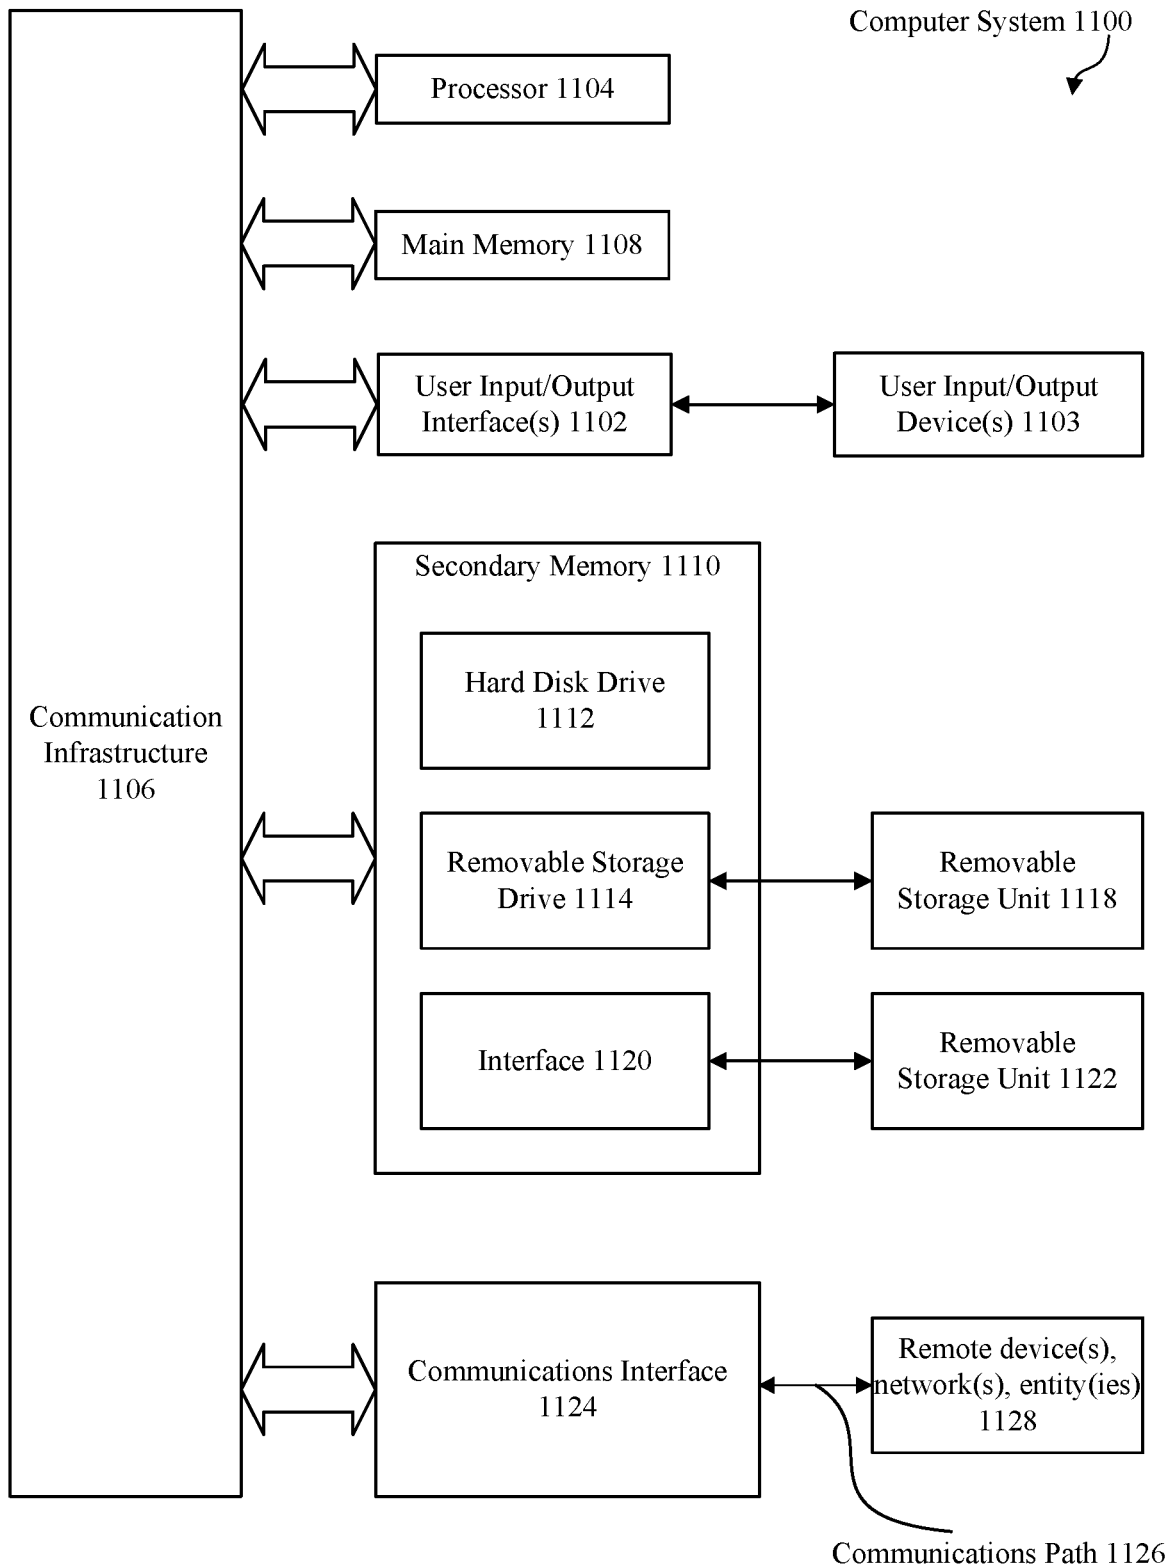 Computer System 1100
Processor 1104
Main Memory 1108
User Input/Output
Interface(s) 1102
User Input/Output
Device(s) 1103
Secondary Memory 1110
Hard Disk Drive
1112
Communication
Infrastructure
1106
Removable Storage
Drive 1114
Removable
Storage Unit 1118
Interface 1120
Removable
Storage Unit 1122
Communications Interface
1124
Remote device(s),
network(s), entity(ies)
1128
Communications Path 1126